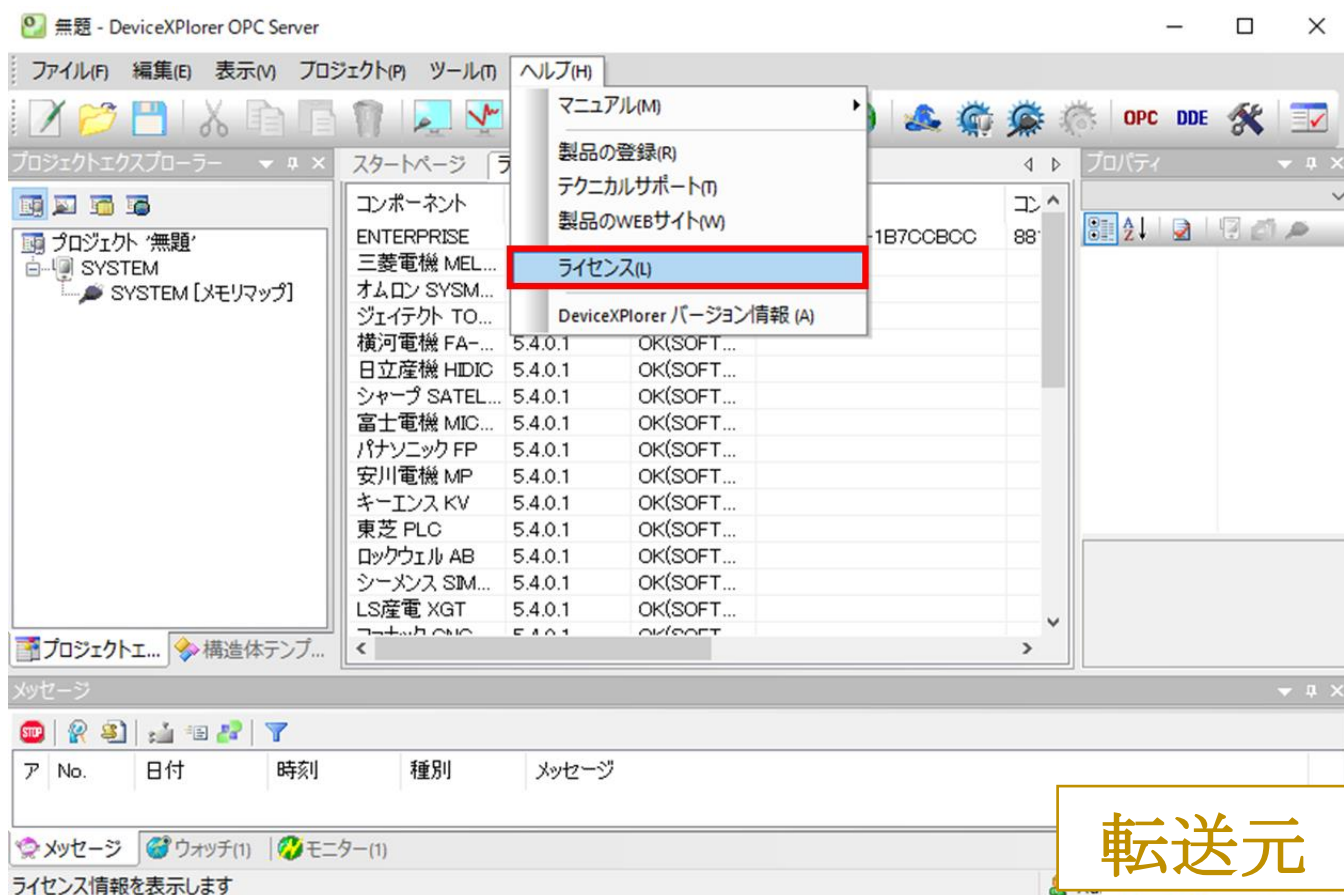 無題 - DeviceXPlorer OPC Server
ファイル(F) 編集(E) 表示(V) プロジェクト(P) ツール(T) ヘルプ(H)
マニュアル(M)
製品の登録(R)
テクニカルサポート(T)
製品のWEBサイト(W)
ライセンス(L)
DeviceXPlorer バージョン情報 (A)
OPC DDE
プロジェクトエクスプローラー
プロジェクト '無題'
SYSTEM
SYSTEM [メモリマップ]
プロジェクトエ... 構造体テンプ...
スタートページ
コンポーネント
ENTERPRISE -1B7CCBCC 88
三菱電機 MEL...
オムロン SYSM...
ジェイテクト TO...
横河電機 FA-... 5.4.0.1 OK(SOFT...
日立産機 HIDIC 5.4.0.1 OK(SOFT...
シャープ SATEL... 5.4.0.1 OK(SOFT...
富士電機 MIC... 5.4.0.1 OK(SOFT...
パナソニック FP 5.4.0.1 OK(SOFT...
安川電機 MP 5.4.0.1 OK(SOFT...
キーエンス KV 5.4.0.1 OK(SOFT...
東芝 PLC 5.4.0.1 OK(SOFT...
ロックウェル AB 5.4.0.1 OK(SOFT...
シーメンス SIM... 5.4.0.1 OK(SOFT...
LS産電 XGT 5.4.0.1 OK(SOFT...
プロパティ
メッセージ
STOP
ア No. 日付 時刻 種別 メッセージ
メッセージ ウォッチ(1) モニター(1)
ライセンス情報を表示します
転送元